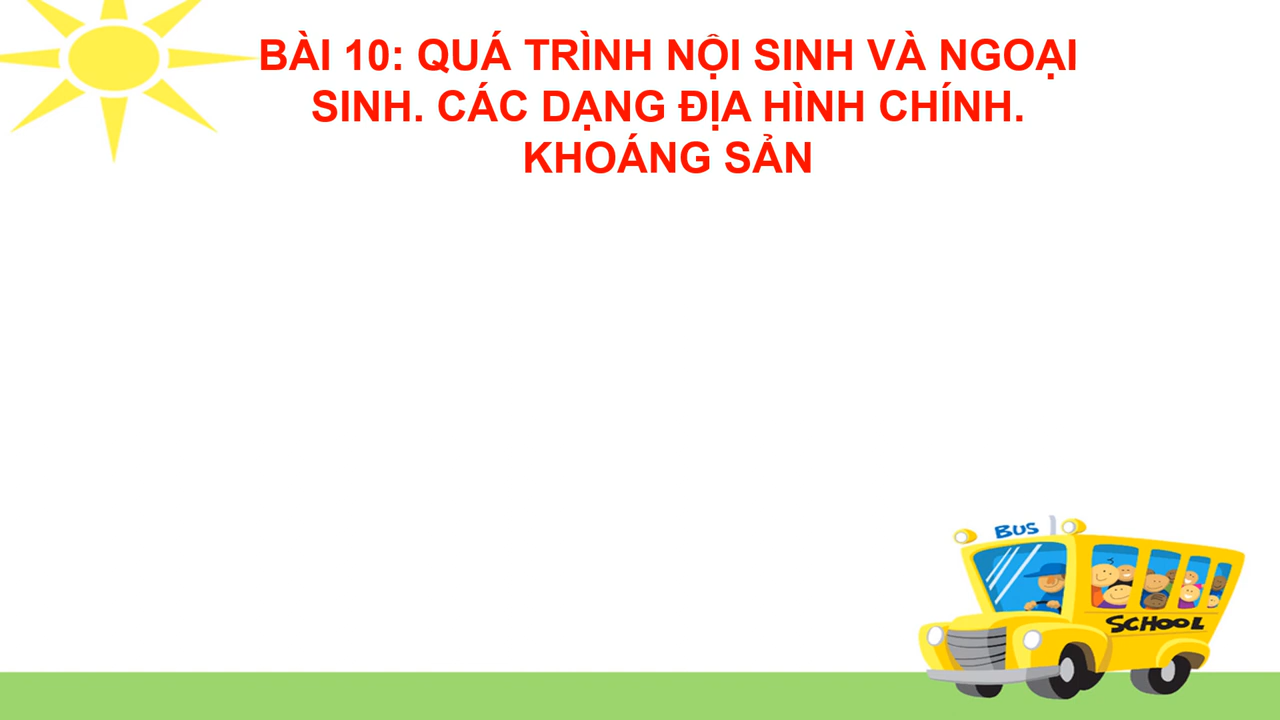 BÀI 10: QUÁ TRÌNH NỘI SINH VÀ NGOẠI
SINH. CÁC DẠNG ĐỊA HÌNH CHÍNH.
KHOÁNG SẢN
BUS
SCHOOL